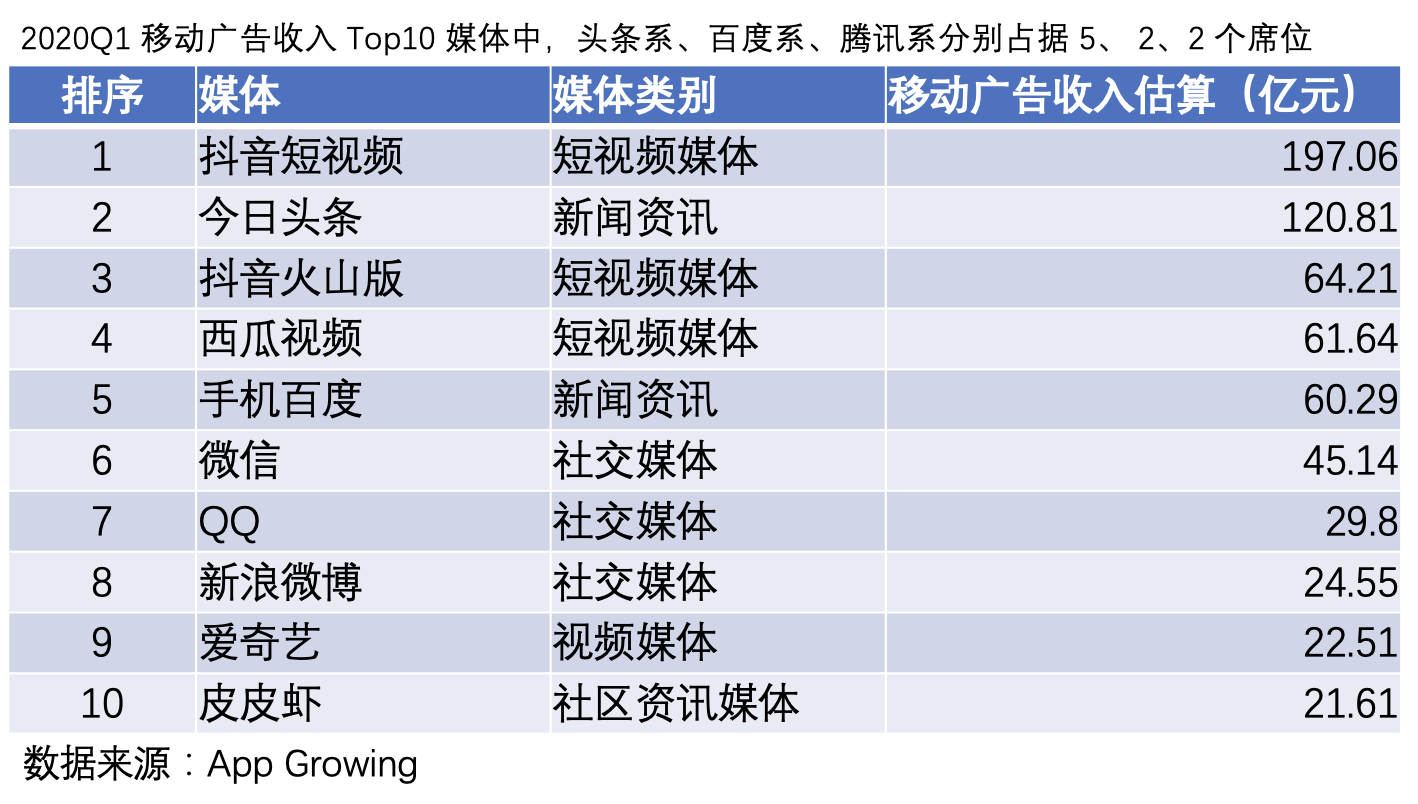 2020Q1 移动广告收入 Top10 媒体中，头条系、百度系、腾讯系分别占据 5、 2、2 个席位
排序 媒体 媒体类别 移动广告收入估算（亿元）
1 抖音短视频 短视频媒体 197.06
2 今日头条 新闻资讯 120.81
3 抖音火山版 短视频媒体 64.21
4 西瓜视频 短视频媒体 61.64
5 手机百度 新闻资讯 60.29
6 微信 社交媒体 45.14
7 QQ 社交媒体 29.8
8 新浪微博 社交媒体 24.55
9 爱奇艺 视频媒体 22.51
10 皮皮虾 社区资讯媒体 21.61
数据来源：App Growing